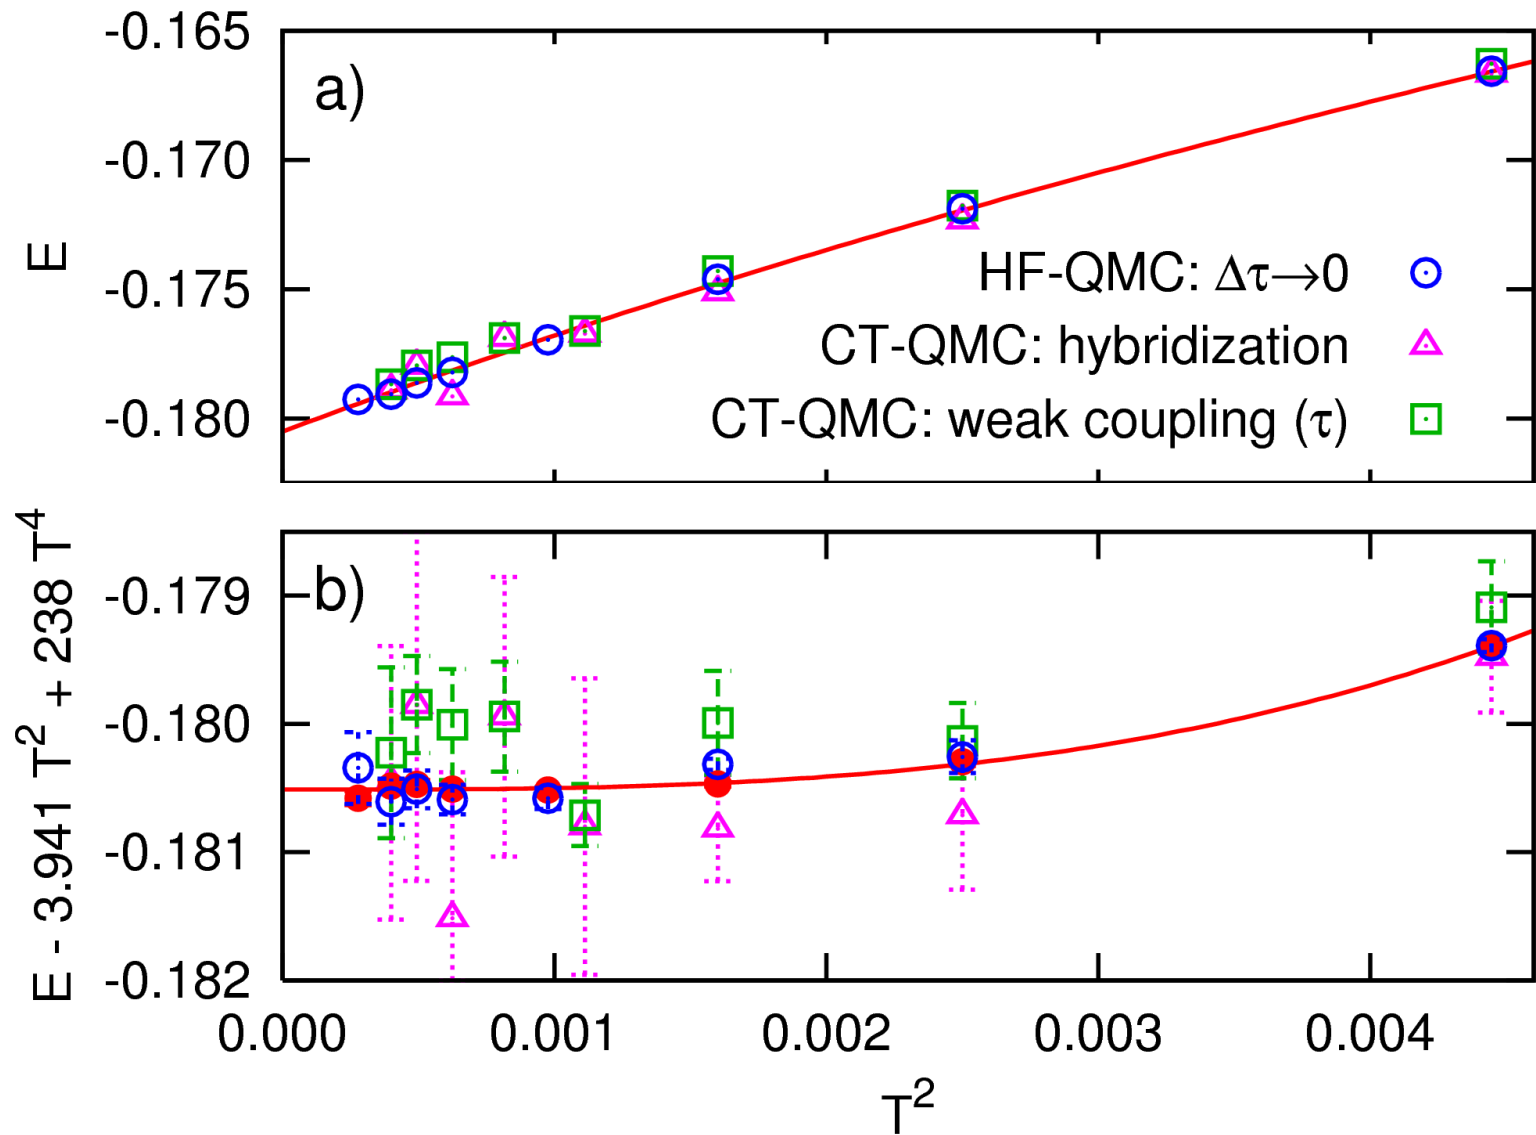 -0.165
a)
-0.170
E
-0.175
HF-QMC: Δτ→0
CT-QMC: hybridization
-0.180
CT-QMC: weak coupling (τ)
E - 3.941 T² + 238 T⁴
b)
-0.179
-0.180
-0.181
-0.182
0.000 0.001 0.002 0.003 0.004
T²